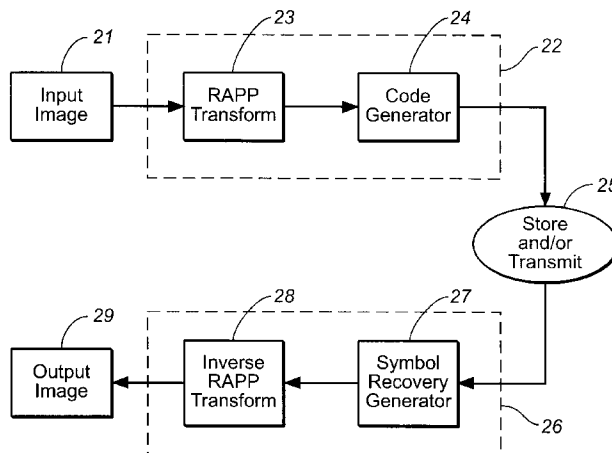 21
23
24
22
Input
Image
RAPP
Transform
Code
Generator
25
Store
and/or
Transmit
29
28
27
Output
Image
Inverse
RAPP
Transform
Symbol
Recovery
Generator
26